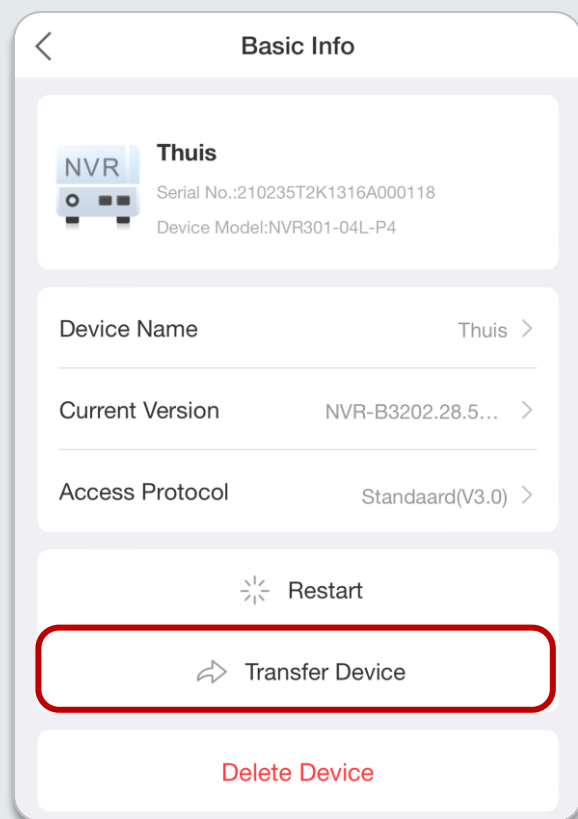 Basic Info
NVR
Thuis
Serial No.:210235T2K1316A000118
Device Model:NVR301-04L-P4
Device Name Thuis
Current Version NVR-B3202.28.5...
Access Protocol Standaard(V3.0)
Restart
Transfer Device
Delete Device